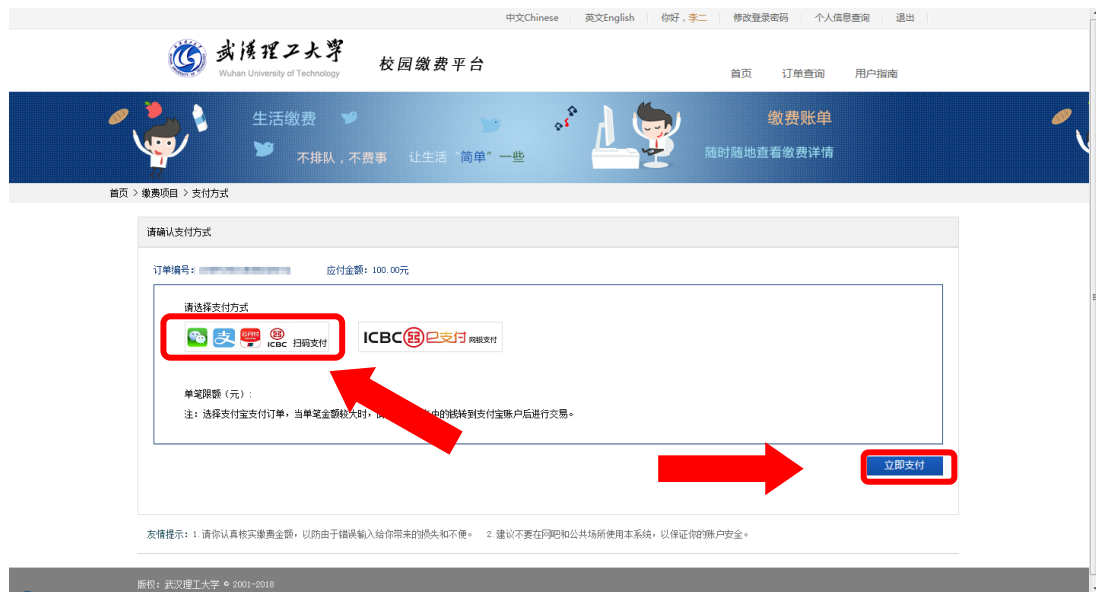 中文Chinese 英文English 你好，李二 修改登录密码 个人信息查询 退出
武汉理工大学
Wuhan University of Technology
校园缴费平台
首页 订单查询 用户指南
生活缴费
不排队，不费事 让生活“简单”一些
缴费账单
随时随地查看缴费详情
首页 > 缴费项目 > 支付方式
请确认支付方式
订单编号： 应付金额：100.00元
请选择支付方式
支 ICBC 扫码支付
ICBC 已支付 网银支付
单笔限额（元）：
注：选择支付宝支付订单，当单笔金额较大时， 中的钱转到支付宝账户后进行交易。
立即支付
友情提示：1.请你认真核实缴费金额，以防由于错误输入给你带来的损失和不便。 2.建议不要在网吧和公共场所使用本系统，以保证你的账户安全。
版权：武汉理工大学 © 2001-2018